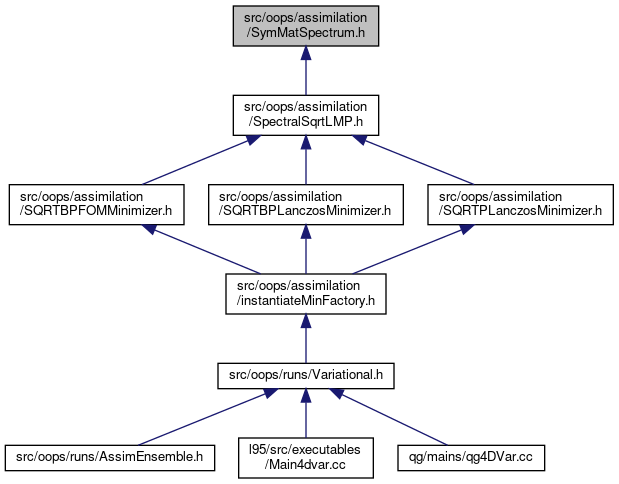 src/oops/assimilation
/SymMatSpectrum.h
src/oops/assimilation
/SpectralSqrtLMP.h
src/oops/assimilation
/SQRTBPFOMMinimizer.h
src/oops/assimilation
/SQRTBPLanczosMinimizer.h
src/oops/assimilation
/SQRTPLanczosMinimizer.h
src/oops/assimilation
/instantiateMinFactory.h
src/oops/runs/Variational.h
src/oops/runs/AssimEnsemble.h
l95/src/executables
/Main4dvar.cc
qg/mains/qg4DVar.cc